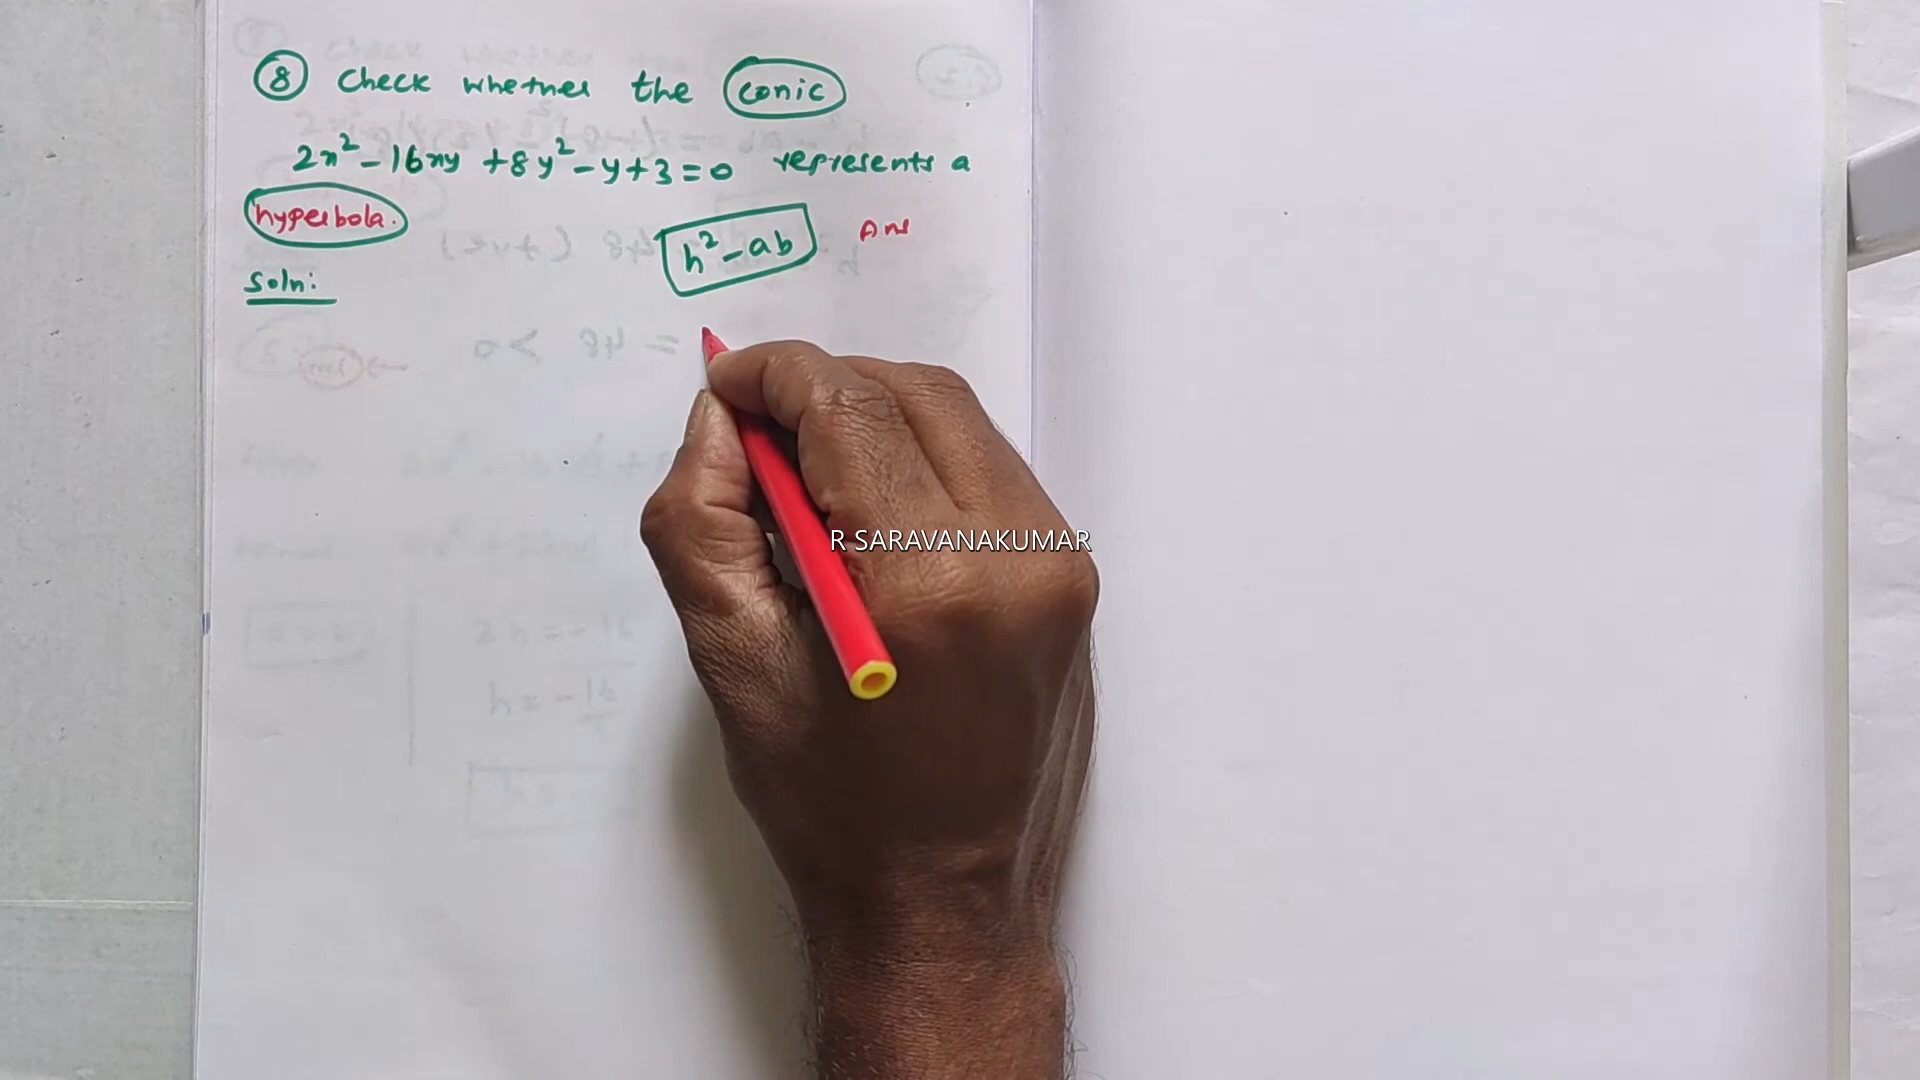 8 check whether the conic
2x² - 16xy + 8y² - y + 3 = 0 represents a
hyperbola.
h² - ab Ans
Soln:
R SARAVANAKUMAR